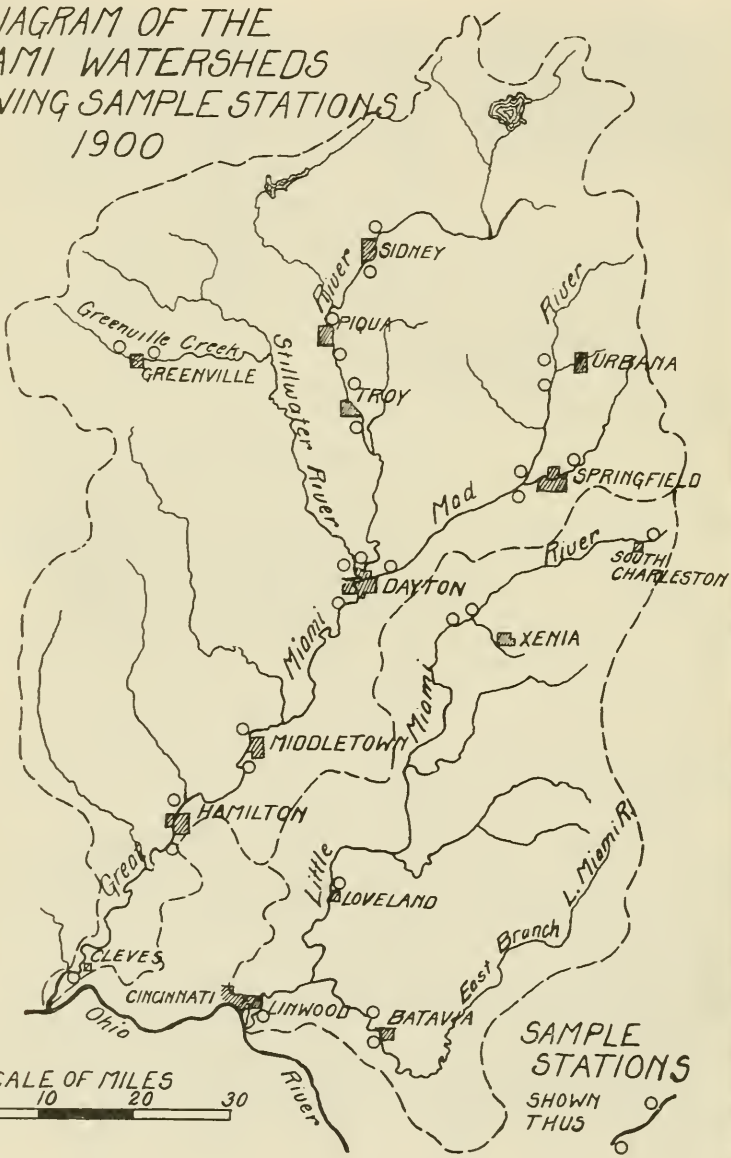 IAGRAM OF THE
AMI WATERSHEDS
WING SAMPLE STATIONS
1900
SIDNEY
River
PIQUA
River
Greenville Creek
GREENVILLE
Stillwater River
TROY
URBANA
SPRINGFIELD
Mad
River
SOUTH
CHARLESTON
DAYTON
XENIA
Miami
Miami
MIDDLETOWN
HAMILTON
Great
Little
LOVELAND
L. Miami R.
East Branch
CLEVES
CINCINNATI
LINWOOD
BATAVIA
Ohio
River
SAMPLE
STATIONS
SHOWN
THUS
CALE OF MILES
10 20 30